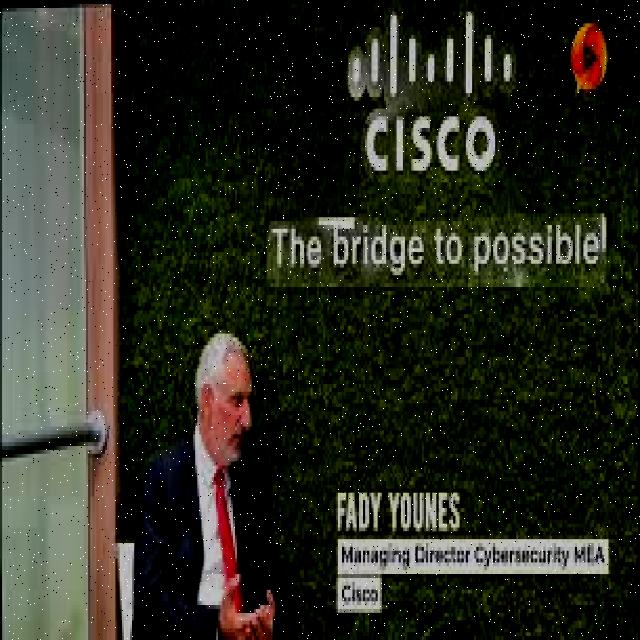 CISCO
The bridge to possible
FADY YOUNES
Managing Director Cybersecurity MEA
Cisco